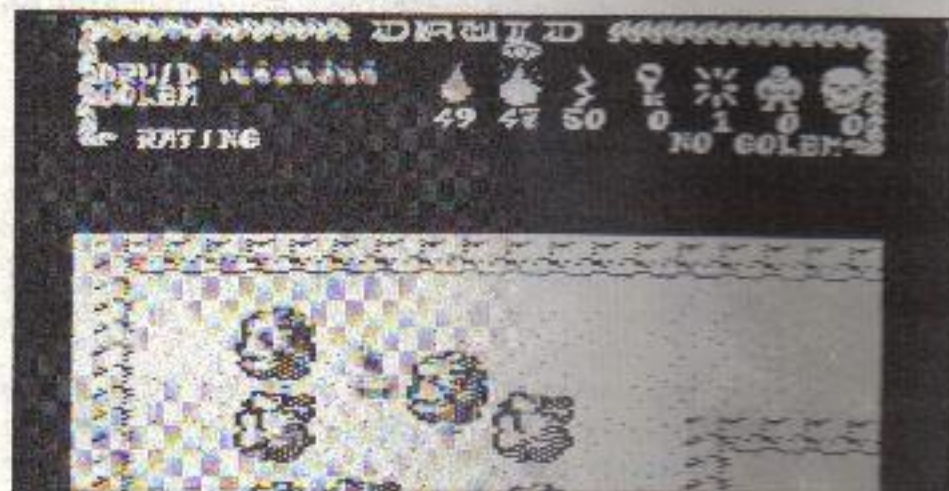 DRUID
DRUID
GOLEM
49 47 50 0 1 0 0
RATING
NO GOLEM